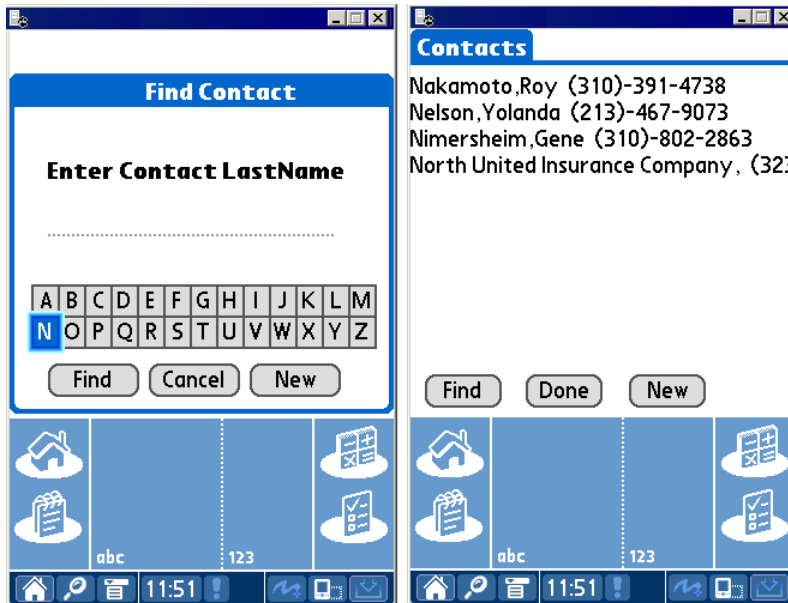 Find Contact
Enter Contact LastName
A B C D E F G H I J K L M
N O P Q R S T U V W X Y Z
Find Cancel New
abc 123
11:51
Contacts
Nakamoto,Roy (310)-391-4738
Nelson,Yolanda (213)-467-9073
Nimersheim,Gene (310)-802-2863
North United Insurance Company, (323
Find Done New
abc 123
11:51